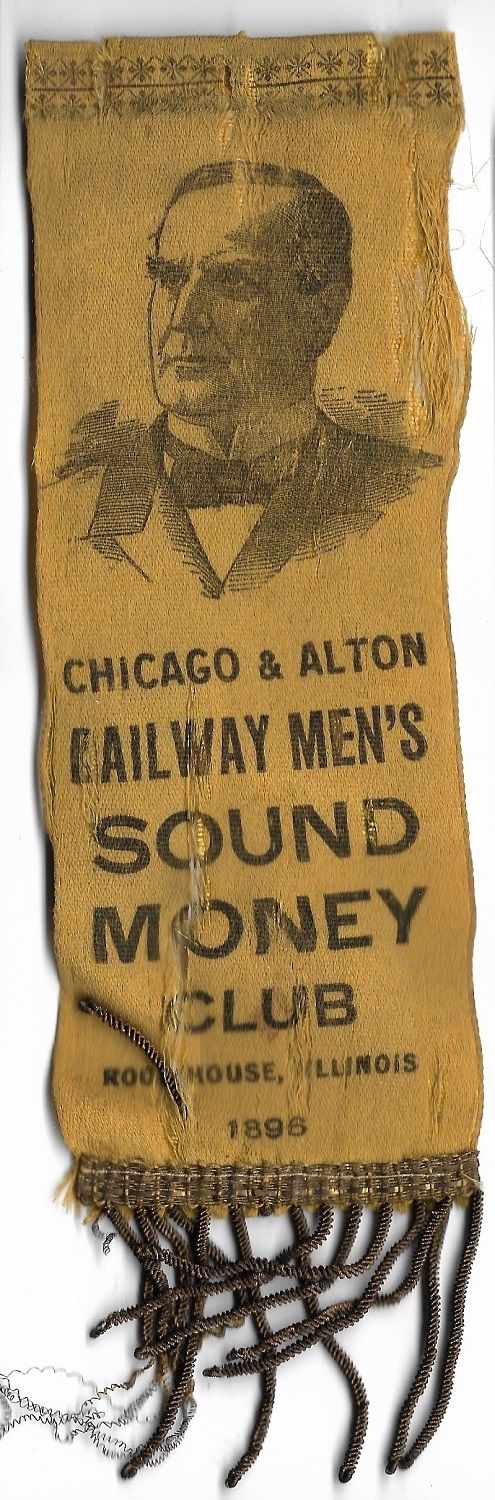 CHICAGO & ALTON
RAILWAY MEN'S
SOUND
MONEY
CLUB
ROODHOUSE, ILLINOIS
1896